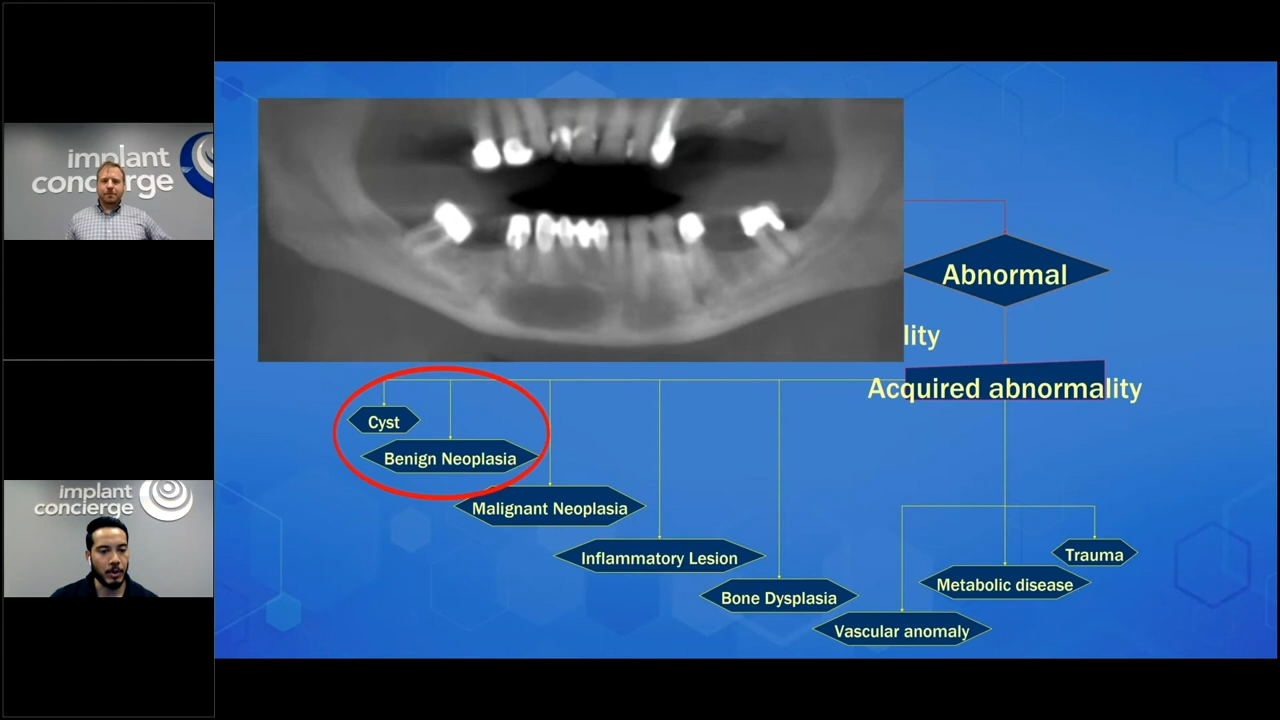 implant
concierge
implant
concierge
Abnormal
lity
Acquired abnormality
Cyst
Benign Neoplasia
Malignant Neoplasia
Inflammatory Lesion
Bone Dysplasia
Vascular anomaly
Metabolic disease
Trauma